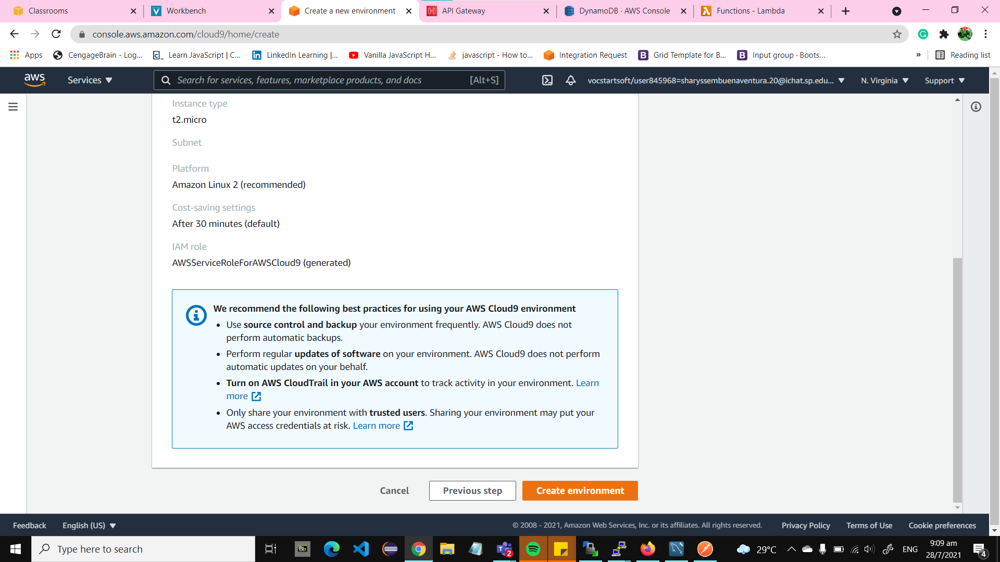 Classrooms
Workbench
Create a new environment
API Gateway
DynamoDB · AWS Console
Functions - Lambda
console.aws.amazon.com/cloud9/home/create
Apps
CengageBrain - Log...
Learn JavaScript | C...
LinkedIn Learning |...
Vanilla JavaScript H...
javascript - How to...
Integration Request
Grid Template for B...
Input group · Boots...
»
Reading list
aws
Services
Search for services, features, marketplace products, and docs
[Alt+S]
vocstartsoft/user845968=sharyssembuenaventura.20@ichat.sp.edu...
N. Virginia
Support
Instance type
t2.micro
Subnet
Platform
Amazon Linux 2 (recommended)
Cost-saving settings
After 30 minutes (default)
IAM role
AWSServiceRoleForAWSCloud9 (generated)
We recommend the following best practices for using your AWS Cloud9 environment
• Use source control and backup your environment frequently. AWS Cloud9 does not
perform automatic backups.
• Perform regular updates of software on your environment. AWS Cloud9 does not perform
automatic updates on your behalf.
• Turn on AWS CloudTrail in your AWS account to track activity in your environment. Learn
more
• Only share your environment with trusted users. Sharing your environment may put your
AWS access credentials at risk. Learn more
Cancel
Previous step
Create environment
Feedback
English (US)
© 2008 - 2021, Amazon Web Services, Inc. or its affiliates. All rights reserved.
Privacy Policy
Terms of Use
Cookie preferences
Type here to search
Bb
2
29°C
ENG
9:09 am
28/7/2021
4